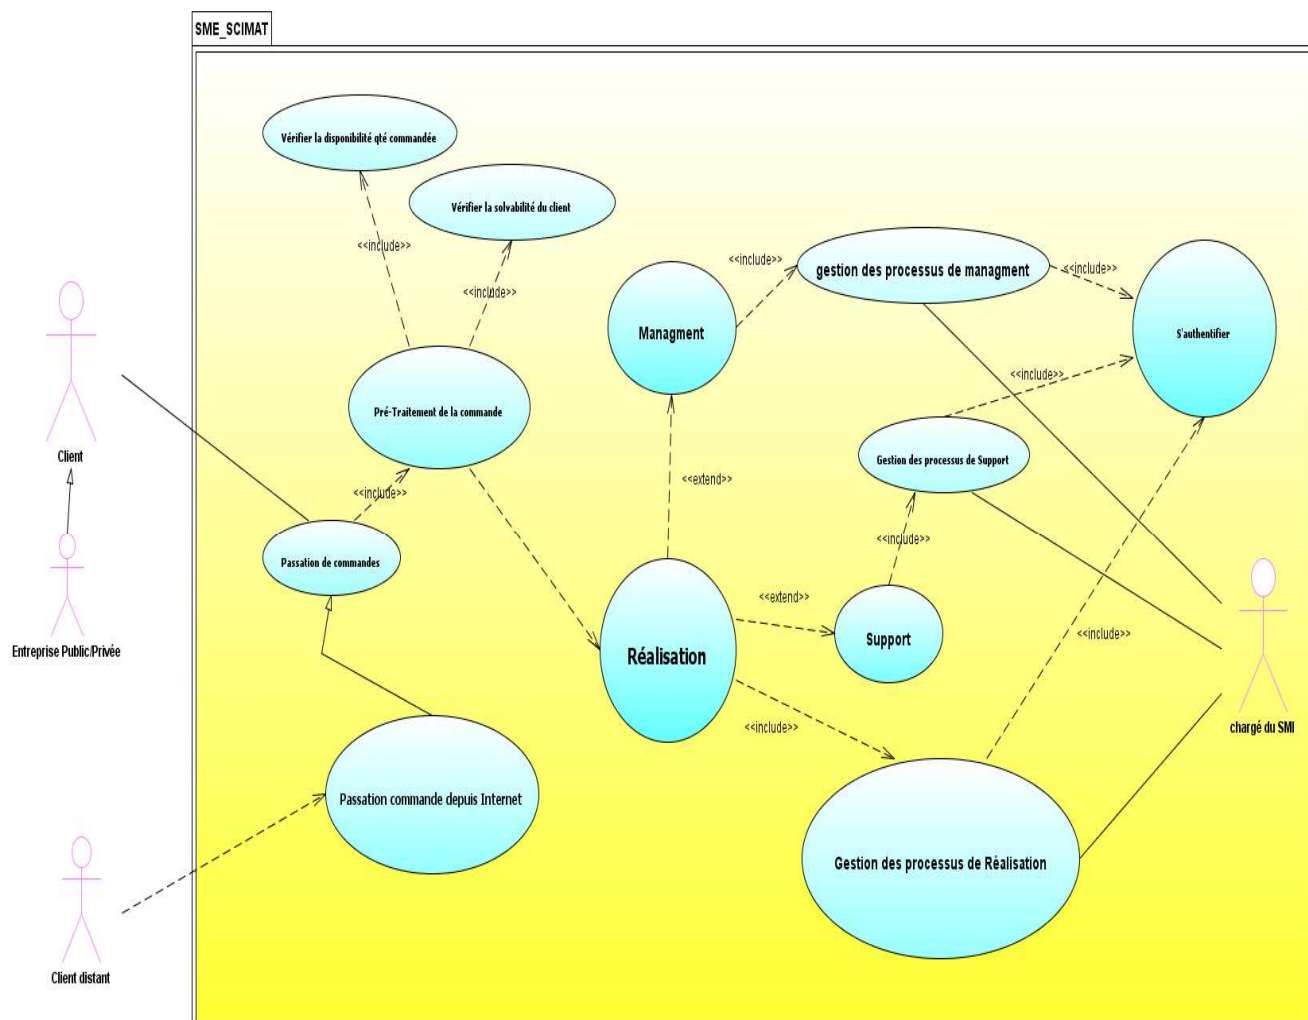 SME_SCIMAT
Vérifier la disponibilité qté commandée
Vérifier la solvabilité du client
<<include>>
<<include>>
<<include>>
gestion des processus de managment
<<include>>
Managment
S'authentifier
<<include>>
Client
Pré-Traitement de la commande
Gestion des processus de Support
<<extend>>
<<include>>
<<include>>
Passation de commandes
<<extend>>
Support
<<include>>
Entreprise Public/Privée
Réalisation
<<include>>
chargé du SMI
Passation commande depuis Internet
Gestion des processus de Réalisation
Client distant